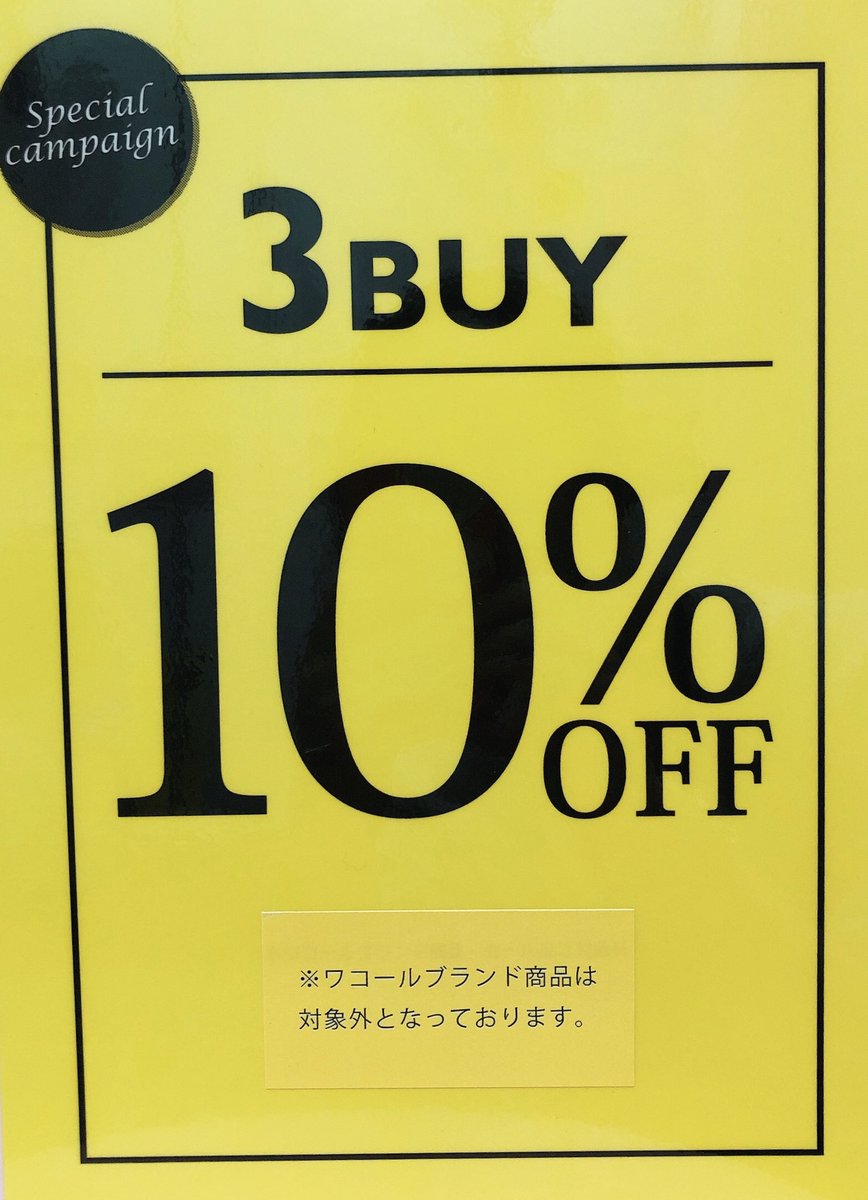 Special
campaign
3BUY
10%
OFF
※ワコールブランド商品は
対象外となっております。